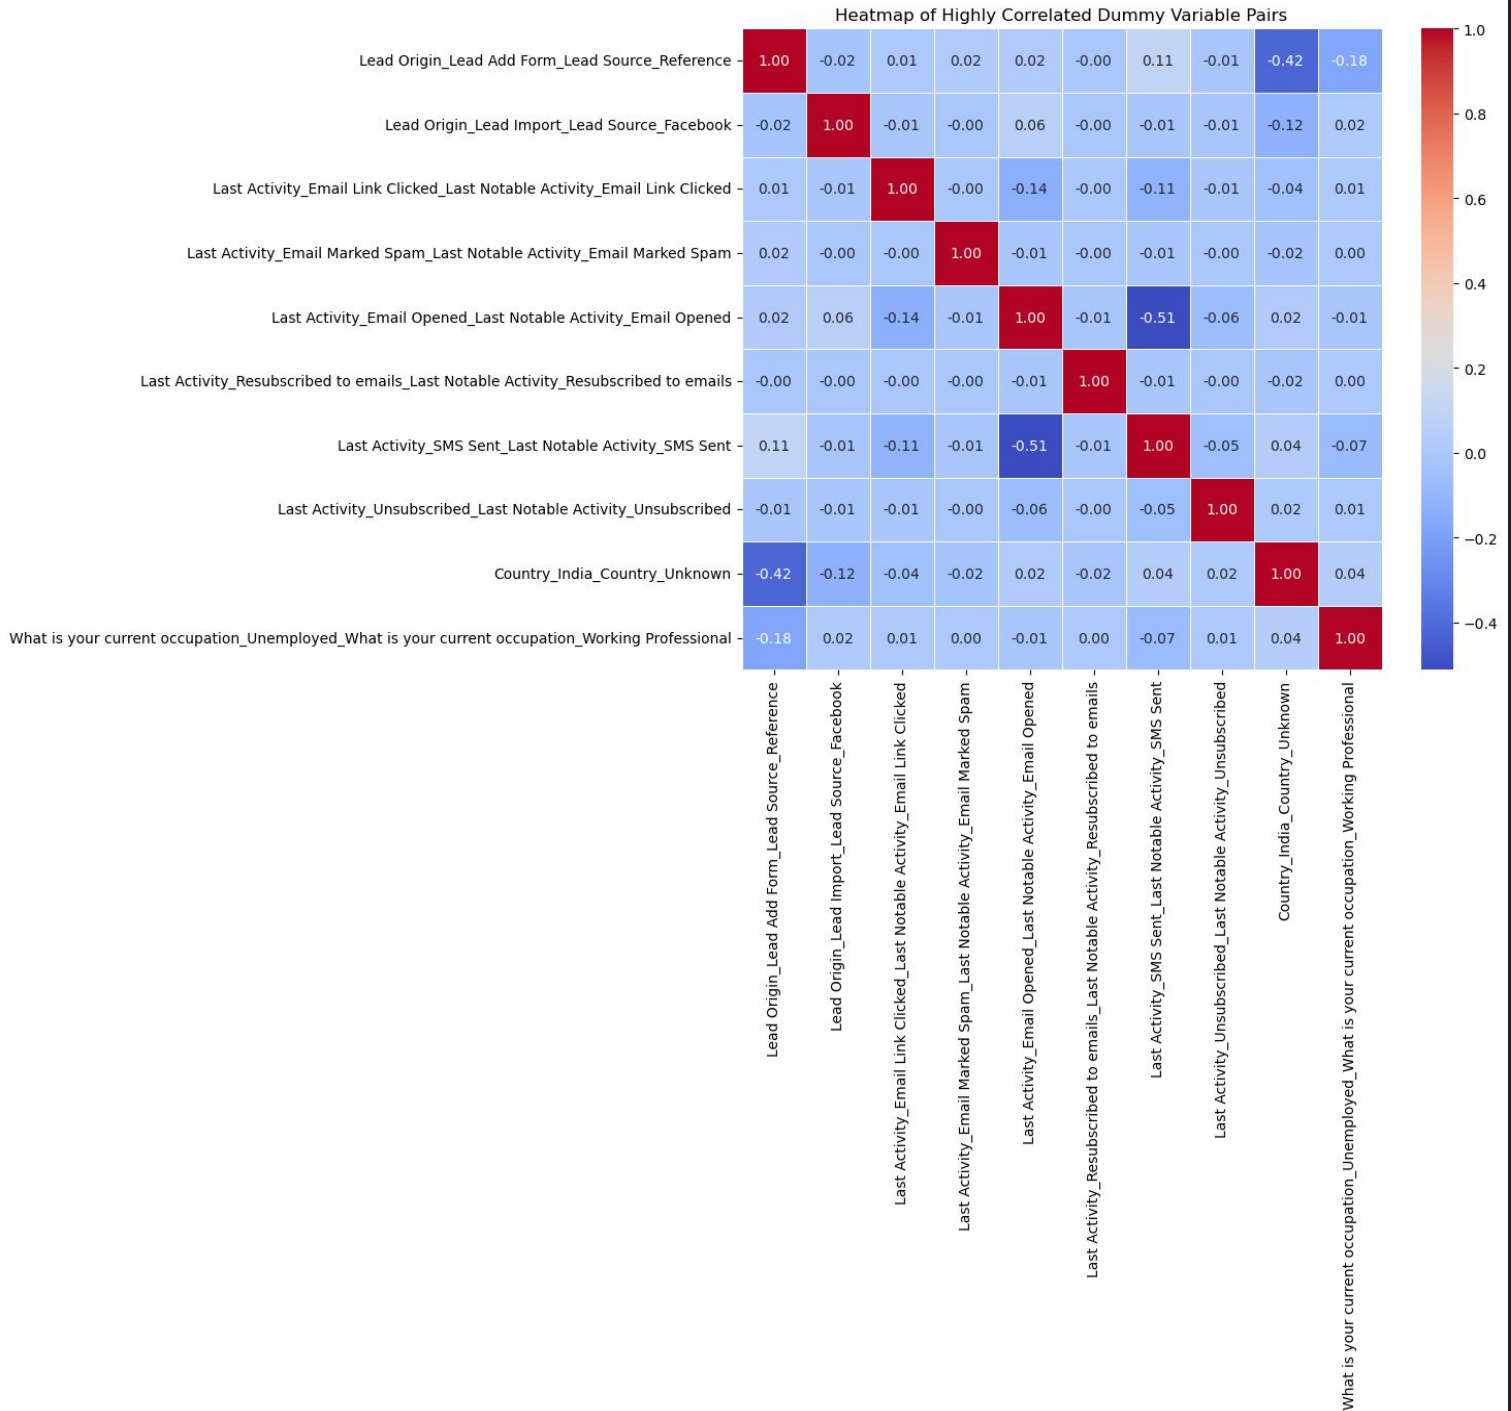 Heatmap of Highly Correlated Dummy Variable Pairs
Lead Origin_Lead Add Form_Lead Source_Reference 1.00 -0.02 0.01 0.02 0.02 -0.00 0.11 -0.01 -0.42 -0.18
Lead Origin_Lead Import_Lead Source_Facebook -0.02 1.00 -0.01 -0.00 0.06 -0.00 -0.01 -0.01 -0.12 0.02
Last Activity_Email Link Clicked_Last Notable Activity_Email Link Clicked 0.01 -0.01 1.00 -0.00 -0.14 -0.00 -0.11 -0.01 -0.04 0.01
Last Activity_Email Marked Spam_Last Notable Activity_Email Marked Spam 0.02 -0.00 -0.00 1.00 -0.01 -0.00 -0.01 -0.00 -0.02 0.00
Last Activity_Email Opened_Last Notable Activity_Email Opened 0.02 0.06 -0.14 -0.01 1.00 -0.01 -0.51 -0.06 0.02 -0.01
Last Activity_Resubscribed to emails_Last Notable Activity_Resubscribed to emails -0.00 -0.00 -0.00 -0.00 -0.01 1.00 -0.01 -0.00 -0.02 0.00
Last Activity_SMS Sent_Last Notable Activity_SMS Sent 0.11 -0.01 -0.11 -0.01 -0.51 -0.01 1.00 -0.05 0.04 -0.07
Last Activity_Unsubscribed_Last Notable Activity_Unsubscribed -0.01 -0.01 -0.01 -0.00 -0.06 -0.00 -0.05 1.00 0.02 0.01
Country_India_Country_Unknown -0.42 -0.12 -0.04 -0.02 0.02 -0.02 0.04 0.02 1.00 0.04
What is your current occupation_Unemployed_What is your current occupation_Working Professional -0.18 0.02 0.01 0.00 -0.01 0.00 -0.07 0.01 0.04 1.00
Lead Origin_Lead Add Form_Lead Source_Reference
Lead Origin_Lead Import_Lead Source_Facebook
Last Activity_Email Link Clicked_Last Notable Activity_Email Link Clicked
Last Activity_Email Marked Spam_Last Notable Activity_Email Marked Spam
Last Activity_Email Opened_Last Notable Activity_Email Opened
Last Activity_Resubscribed to emails_Last Notable Activity_Resubscribed to emails
Last Activity_SMS Sent_Last Notable Activity_SMS Sent
Last Activity_Unsubscribed_Last Notable Activity_Unsubscribed
Country_India_Country_Unknown
What is your current occupation_Unemployed_What is your current occupation_Working Professional
1.0
0.8
0.6
0.4
0.2
0.0
−0.2
−0.4